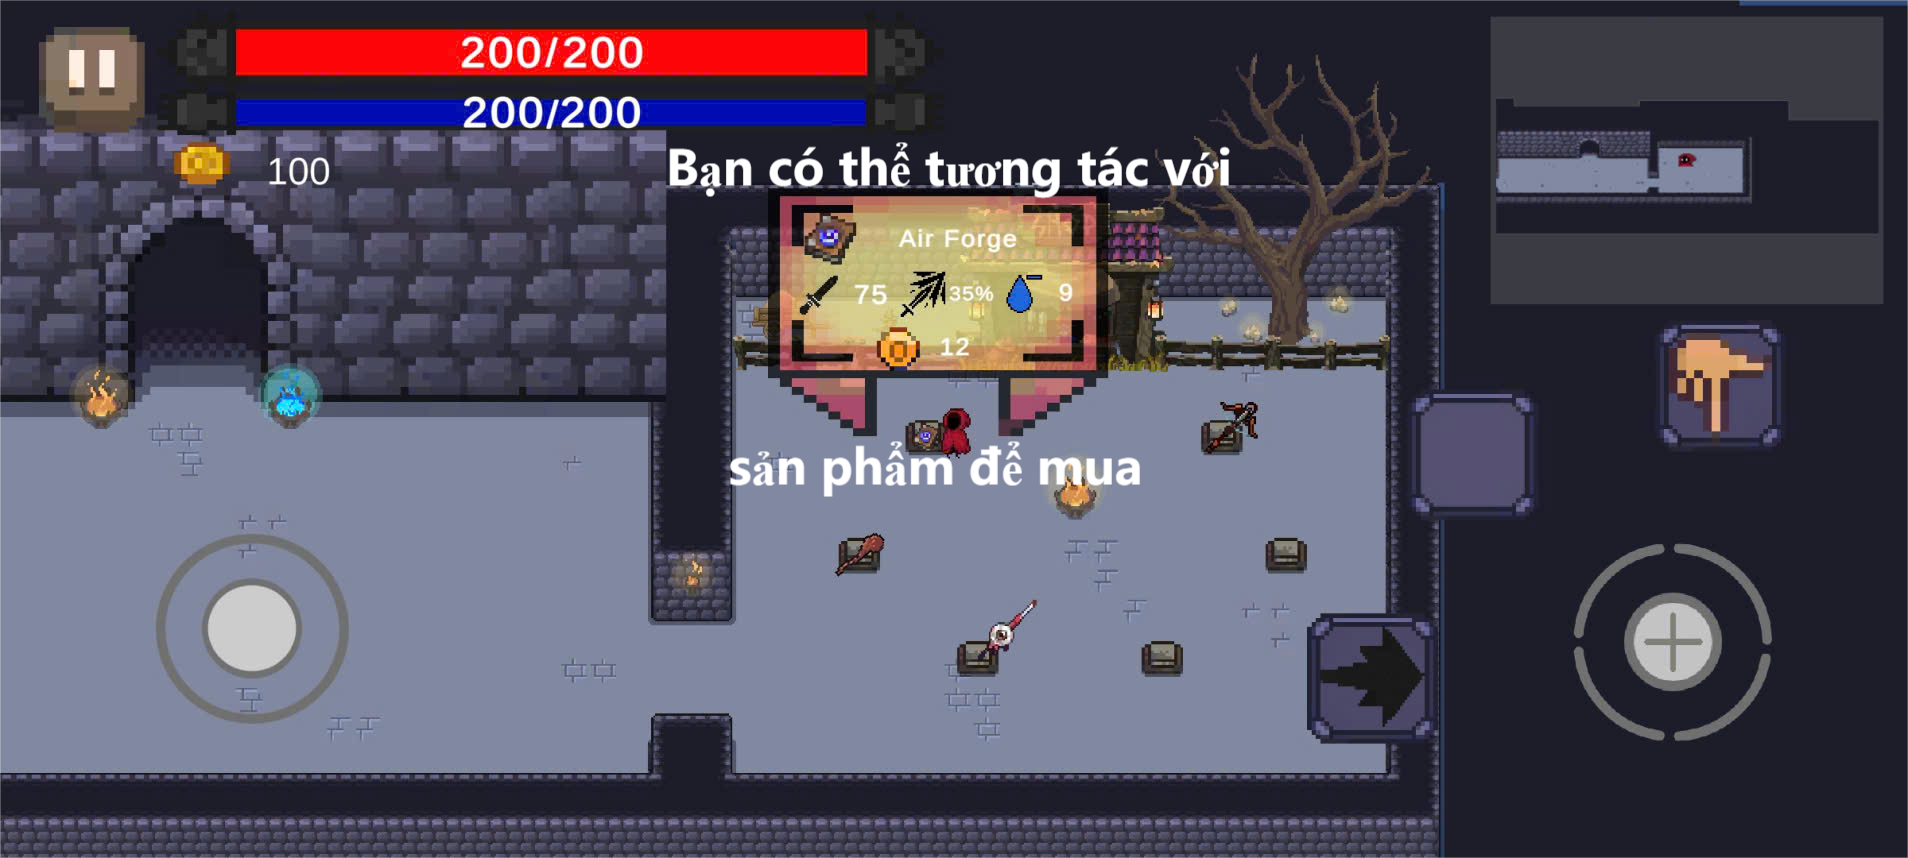 200/200
200/200
100
Bạn có thể tương tác với
Air Forge
75 35% 9
12
sản phẩm để mua